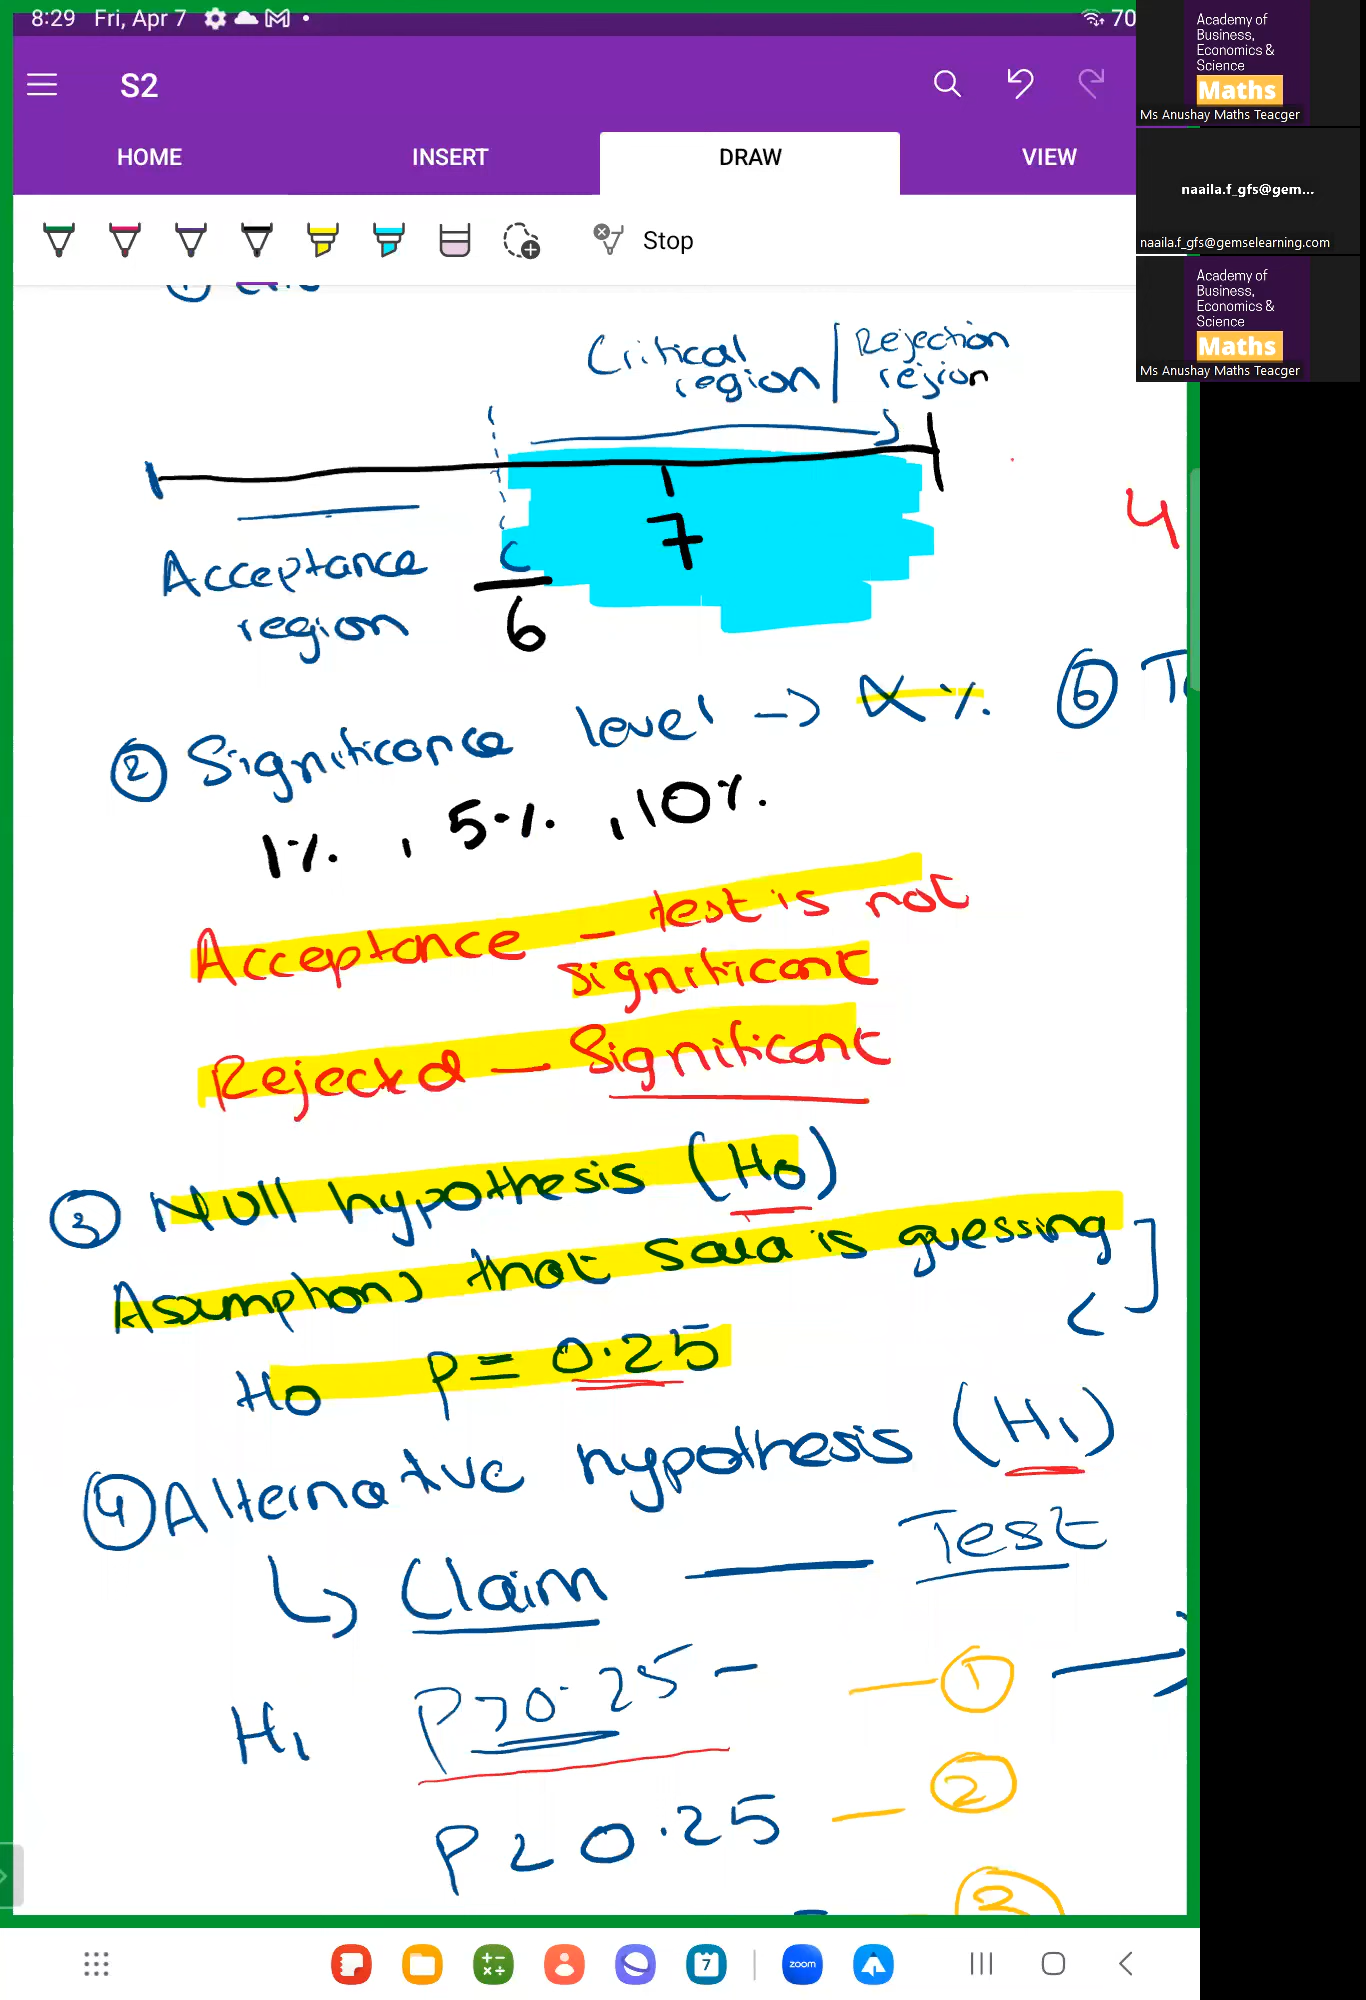 8:29 Fri, Apr 7
70
S2
HOME INSERT DRAW VIEW
Stop
Academy of
Business,
Economics &
Science
Maths
Ms Anushay Maths Teacger
naaila.f_gfs@gem...
naaila.f_gfs@gemselearning.com
Academy of
Business,
Economics &
Science
Maths
Ms Anushay Maths Teacger
Critical region | Rejection region
7
Acceptance region
C
6
4
② Significance level -> α %.
⑥
1%. , 5%. , 10%.
Acceptance - test is not
significant
Rejected - Significant
③ Null hypothesis (H0)
that Sara is guessing
H0 P = 0.25
④ Alternative hypothesis (H1)
↳ Claim — Test
H1 P > 0.25 - — ①
P < 0.25 — ②
7
zoom